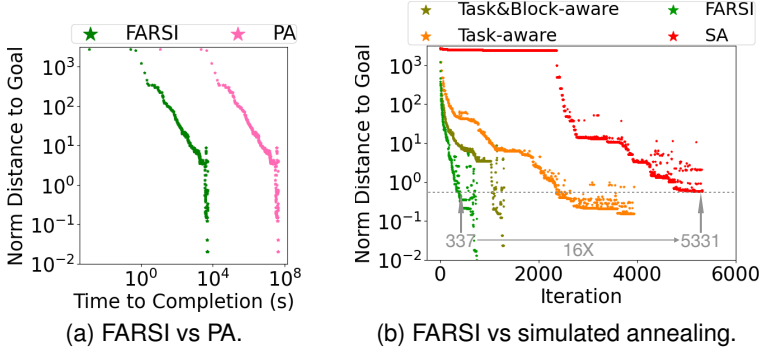 FARSI PA
Norm Distance to Goal
10³
10²
10¹
10⁰
10⁻¹
10⁻²
10⁰ 10⁴ 10⁸
Time to Completion (s)
(a) FARSI vs PA.
Task&Block-aware FARSI
Task-aware SA
Norm Distance to Goal
10³
10²
10¹
10⁰
10⁻¹
10⁻²
337 16X 5331
0 2000 4000 6000
Iteration
(b) FARSI vs simulated annealing.